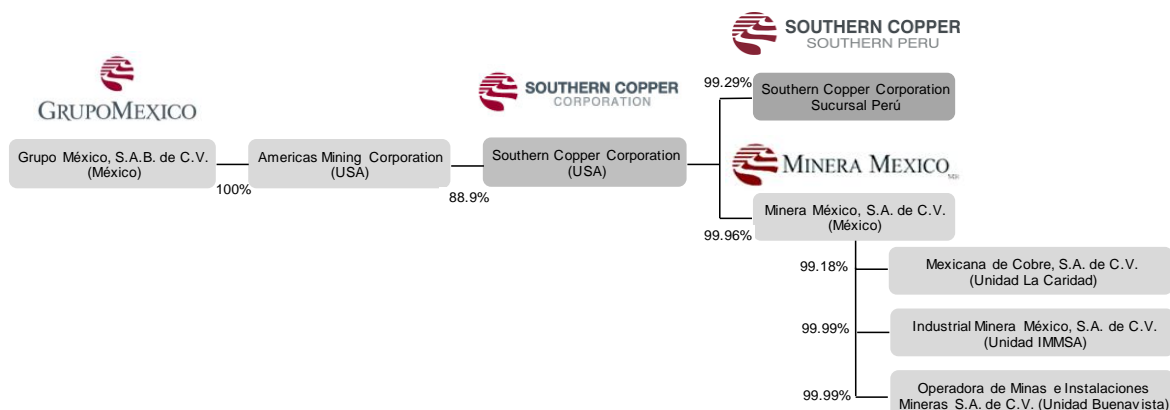 SOUTHERN COPPER
SOUTHERN PERU
GRUPOMEXICO
SOUTHERN COPPER
CORPORATION
99.29%
Southern Copper Corporation
Sucursal Perú
Grupo México, S.A.B. de C.V.
(México)
100%
Americas Mining Corporation
(USA)
88.9%
Southern Copper Corporation
(USA)
MINERA MEXICO
99.96%
Minera México, S.A. de C.V.
(México)
99.18%
Mexicana de Cobre, S.A. de C.V.
(Unidad La Caridad)
99.99%
Industrial Minera México, S.A. de C.V.
(Unidad IMMSA)
99.99%
Operadora de Minas e Instalaciones
Mineras S.A. de C.V. (Unidad Buenavista)